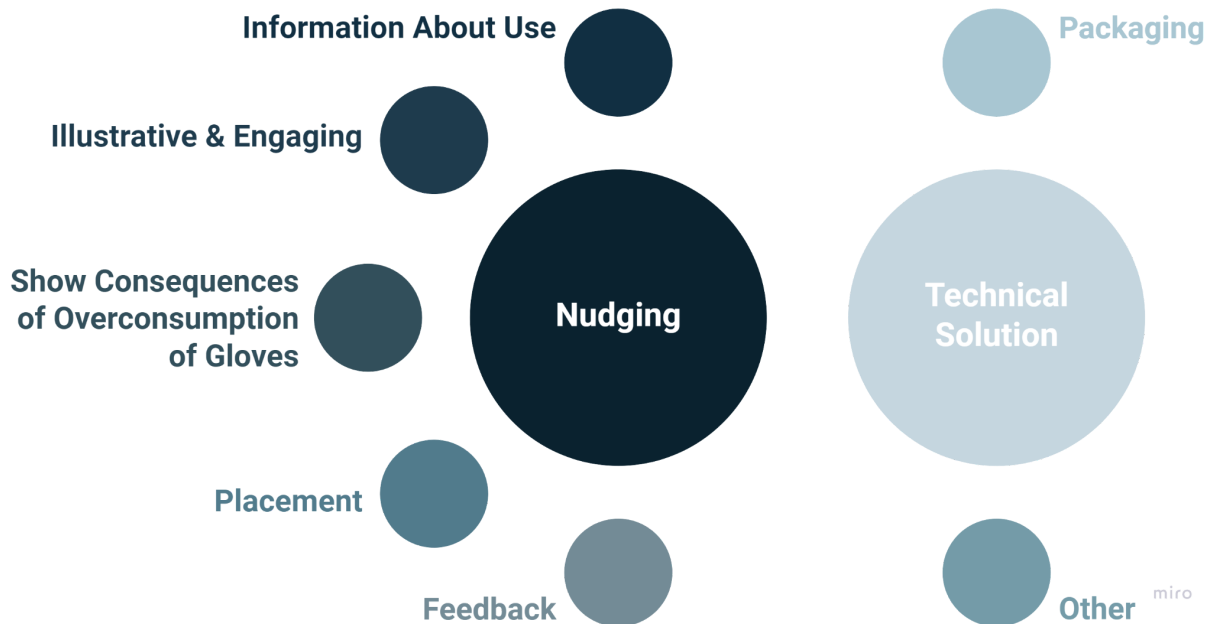 Information About Use
Packaging
Illustrative & Engaging
Show Consequences
of Overconsumption
of Gloves
Nudging
Technical
Solution
Placement
Feedback
Other
miro